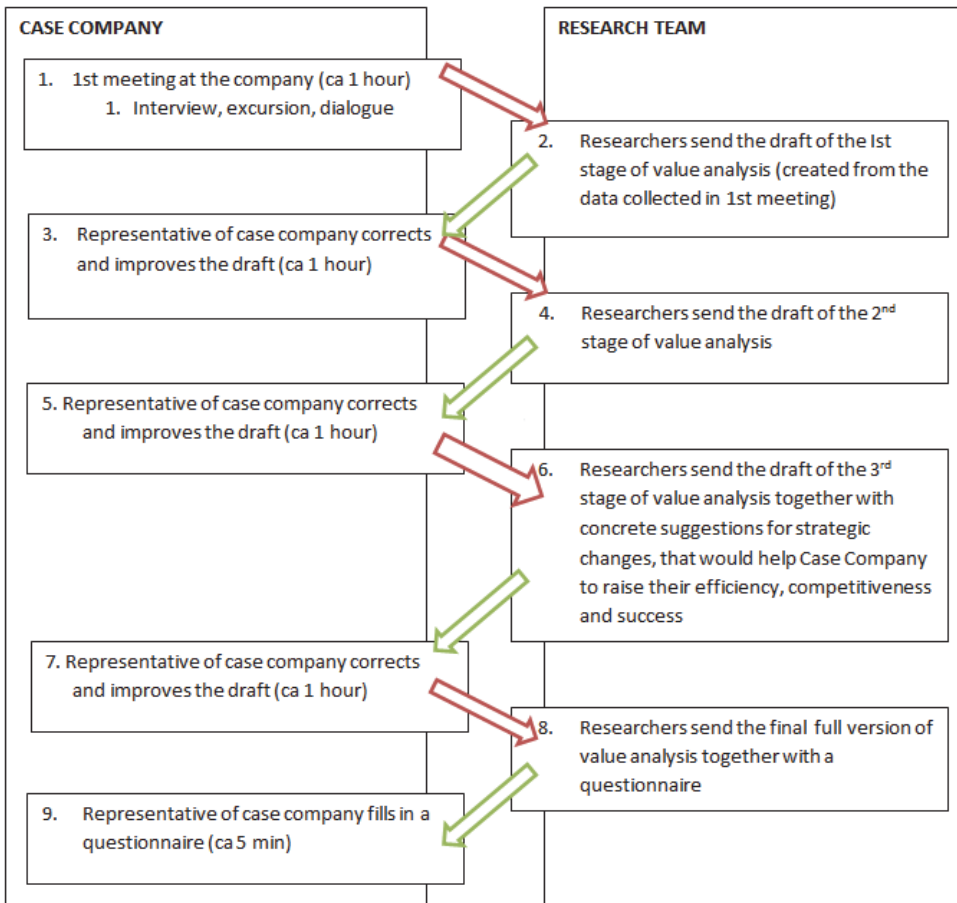 CASE COMPANY
RESEARCH TEAM
1. 1st meeting at the company (ca 1 hour)
1. Interview, excursion, dialogue
2. Researchers send the draft of the Ist
stage of value analysis (created from the
data collected in 1st meeting)
3. Representative of case company corrects
and improves the draft (ca 1 hour)
4. Researchers send the draft of the 2nd
stage of value analysis
5. Representative of case company corrects
and improves the draft (ca 1 hour)
6. Researchers send the draft of the 3rd
stage of value analysis together with
concrete suggestions for strategic
changes, that would help Case Company
to raise their efficiency, competitiveness
and success
7. Representative of case company corrects
and improves the draft (ca 1 hour)
8. Researchers send the final full version of
value analysis together with a
questionnaire
9. Representative of case company fills in a
questionnaire (ca 5 min)